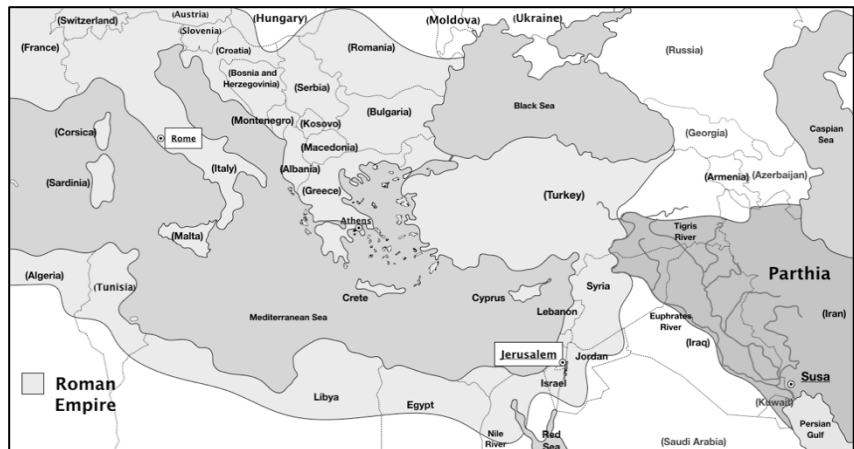 (Switzerland)
(Austria)
(Hungary)
(Moldova)
(Ukraine)
(Slovenia)
(France)
(Croatia)
(Romania)
(Russia)
(Bosnia and
Herzegovinia)
(Serbia)
Black Sea
Caspian
Sea
(Bulgaria)
(Montenegro)
(Kosovo)
(Corsica)
Rome
(Georgia)
(Macedonia)
(Italy)
(Albania)
(Armenia)
(Azerbaijan)
(Sardinia)
(Greece)
(Turkey)
Athens
(Malta)
Tigris
River
Parthia
(Algeria)
(Tunisia)
Crete
Cyprus
Syria
Lebanon
Mediterranean Sea
Euphrates
River
(Iran)
(Iraq)
Jerusalem
Jordan
Israel
Susa
Roman
Empire
Libya
Egypt
(Kuwait)
Persian
Gulf
Nile
River
Red
Sea
(Saudi Arabia)